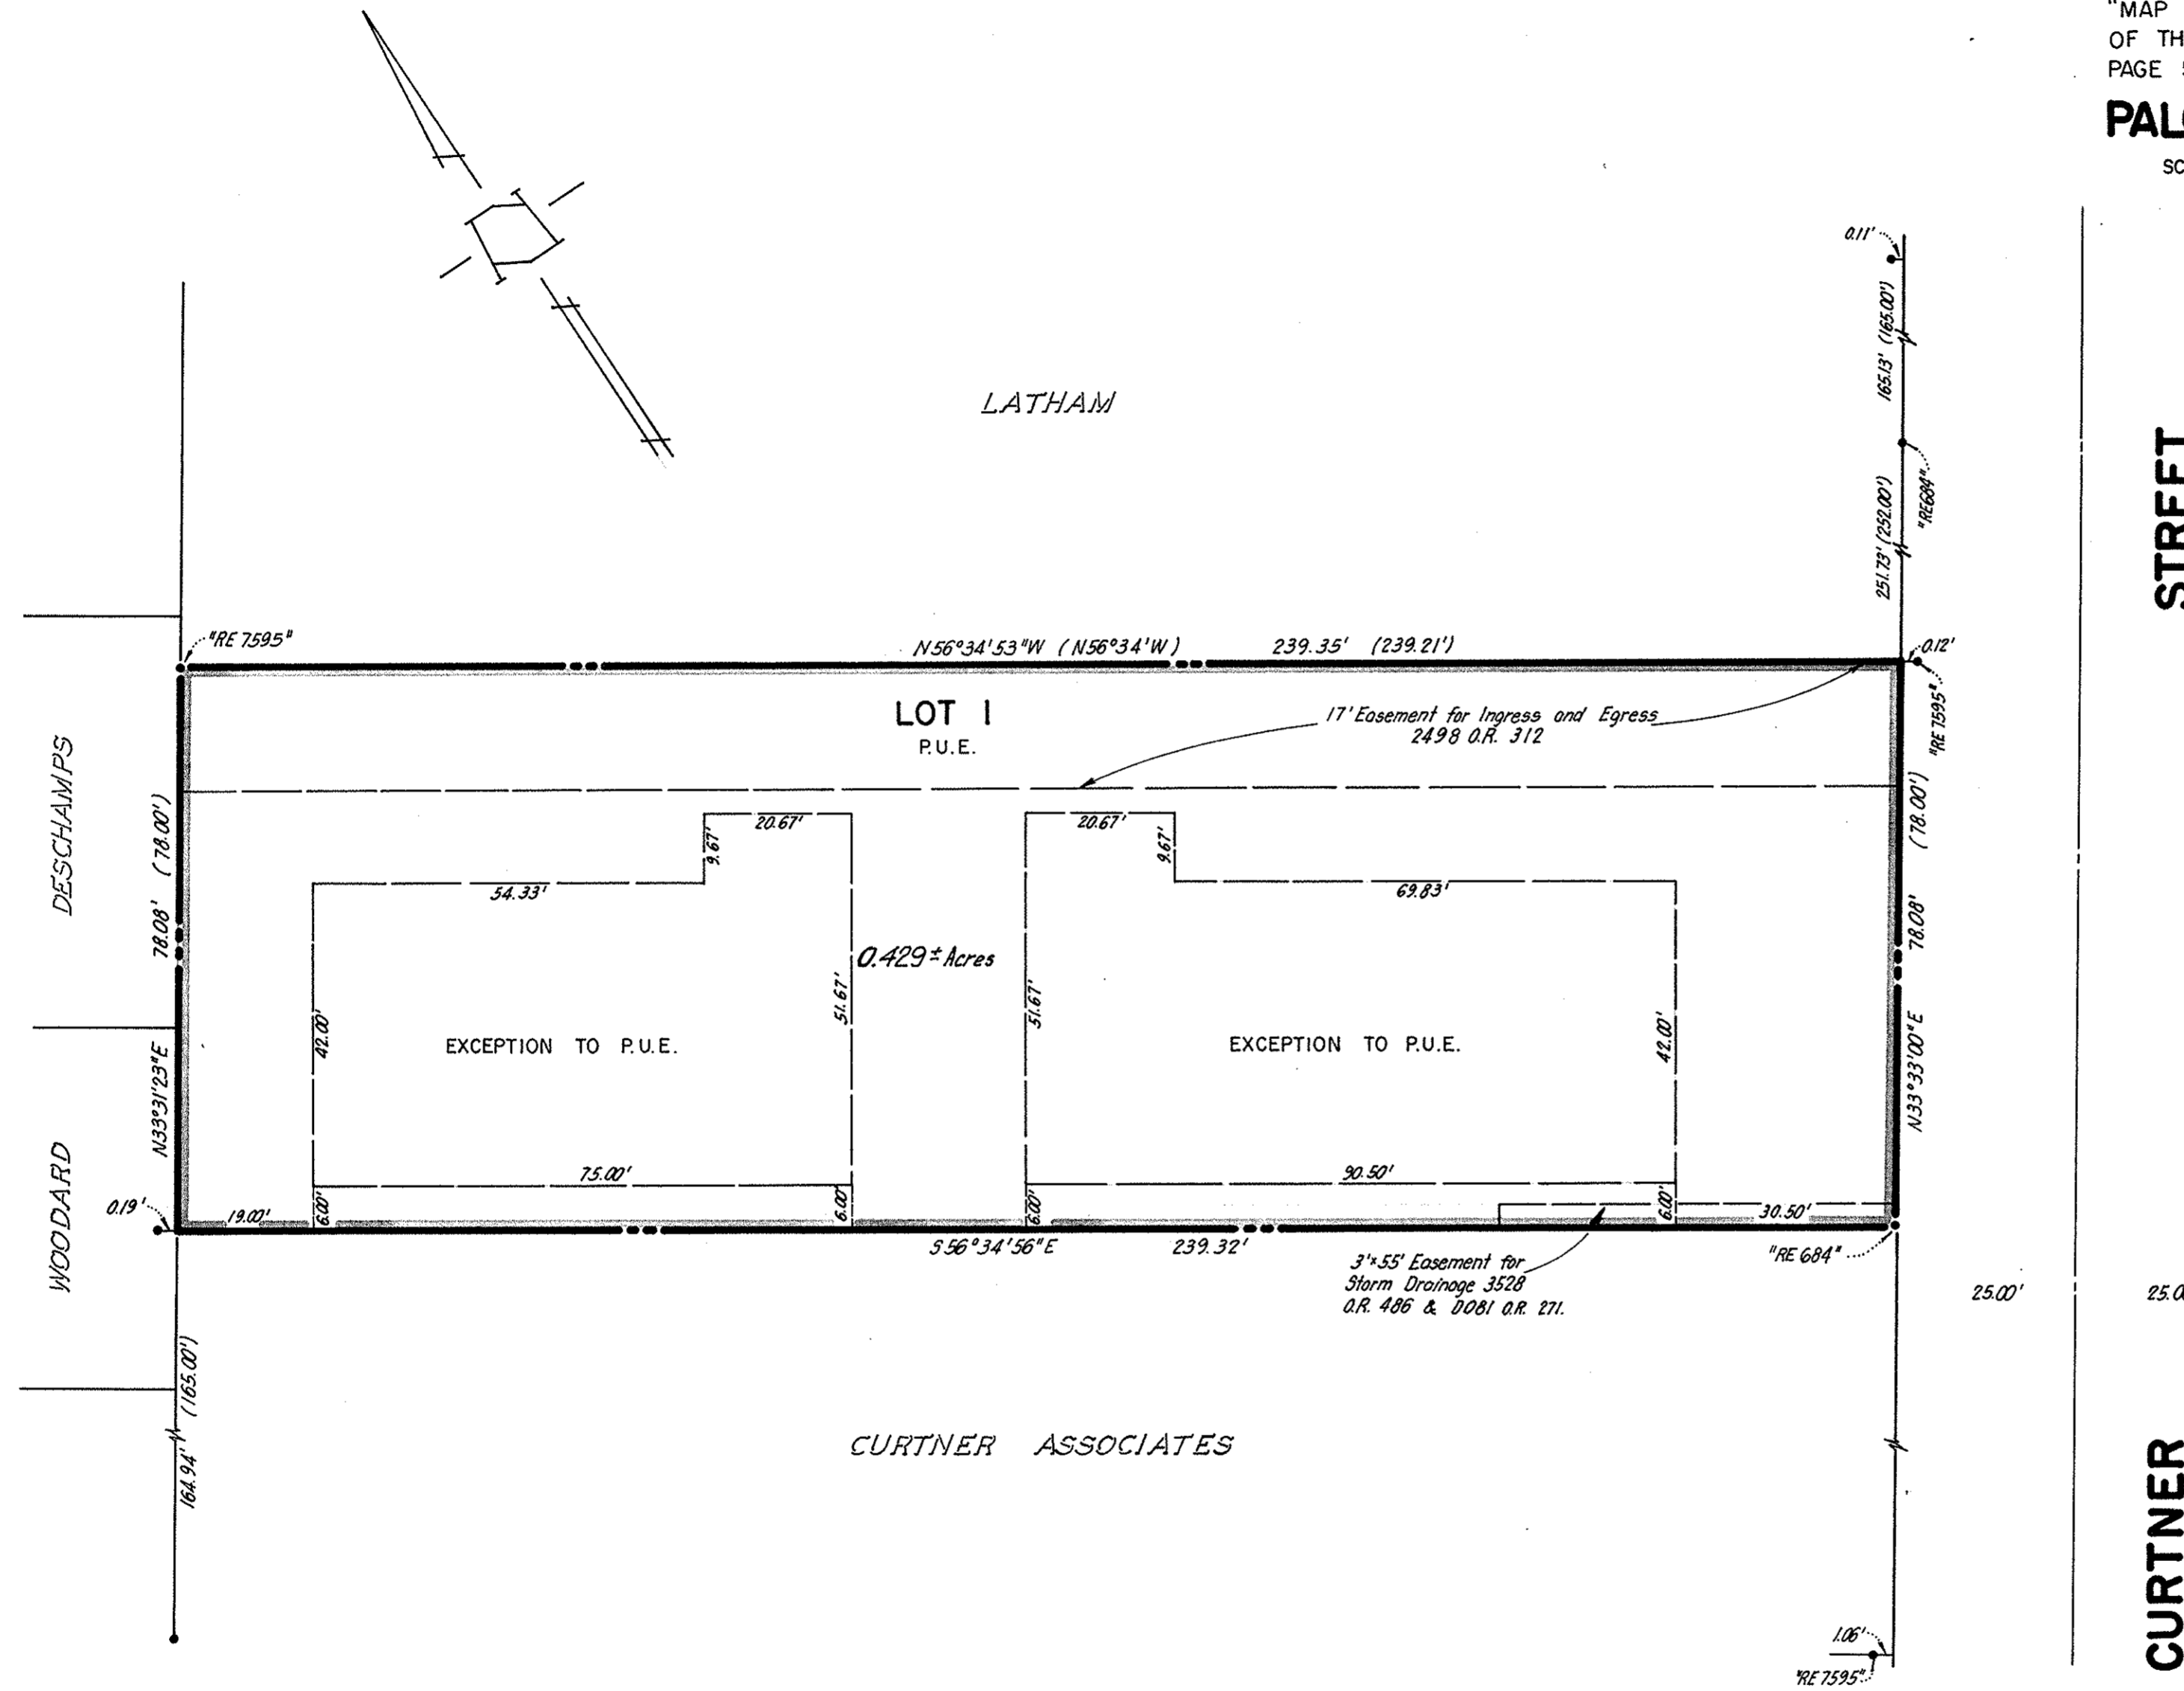 "MAP
OF TH
PAGE
PAL
SC
0.11'
165.13' (165.00')
LATHAM
STREET
"RE684"
251.73' (252.00')
"RE 7595"
N56°34'53"W (N56°34'W) 239.35' (239.21')
0.12'
"RE 7595"
LOT 1
P.U.E.
17' Easement for Ingress and Egress
2498 O.R. 312
DESCHAMPS
78.08' (78.00')
78.08' (78.00')
20.67'
9.67'
20.67'
9.67'
54.33'
69.83'
0.429± Acres
51.67'
51.67'
42.00'
42.00'
EXCEPTION TO P.U.E.
EXCEPTION TO P.U.E.
N33°31'23"E
N33°33'00"E
75.00'
90.50'
WOODARD
0.19'
19.00'
6.00'
6.00'
6.00'
6.00'
30.50'
S56°34'56"E 239.32'
"RE 684"
3'x55' Easement for
Storm Drainage 3528
O.R. 486 & D081 O.R. 271.
25.00'
25.0
164.94' (165.00')
CURTNER ASSOCIATES
CURTNER
1.06'
"RE 7595"